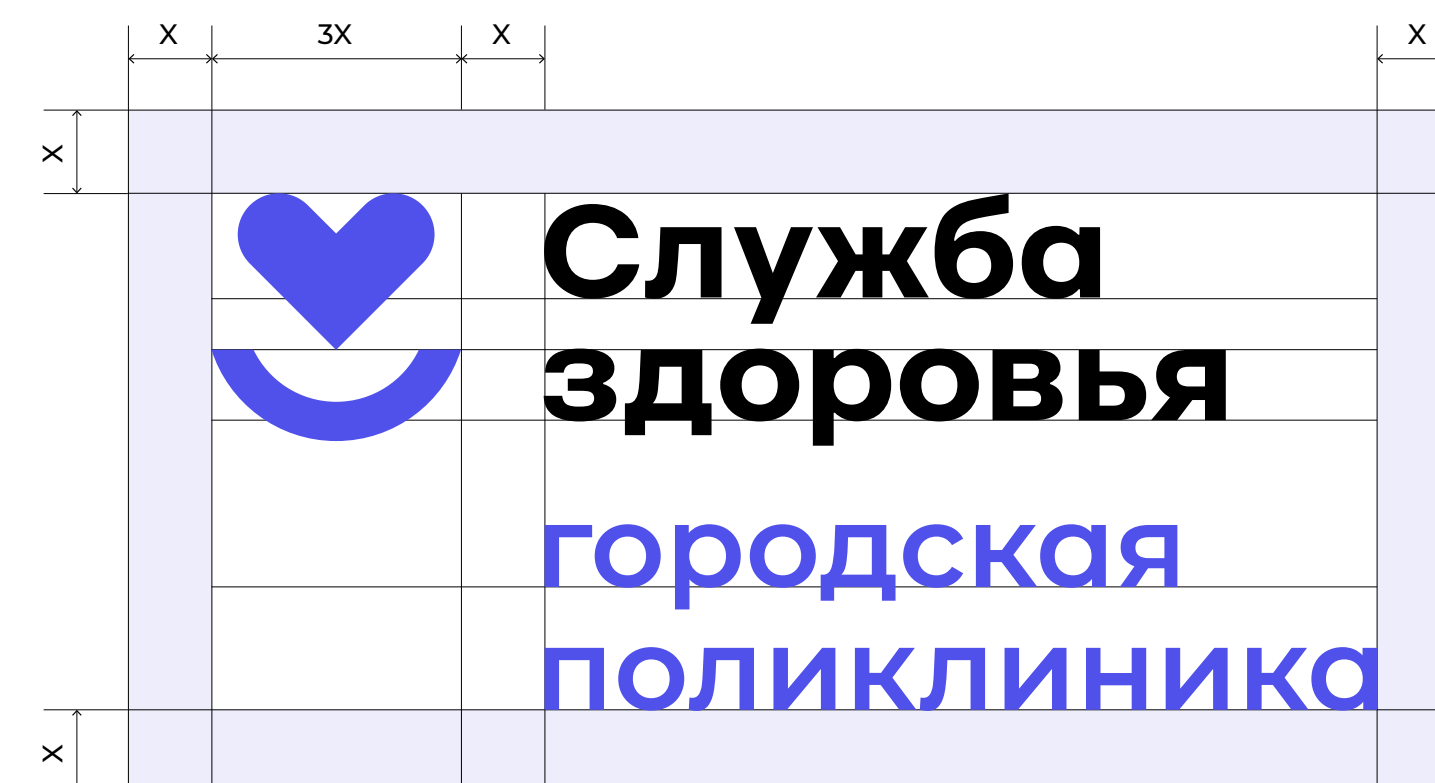 X 3X X X
X
Служба
здоровья
городская
поликлиника
X